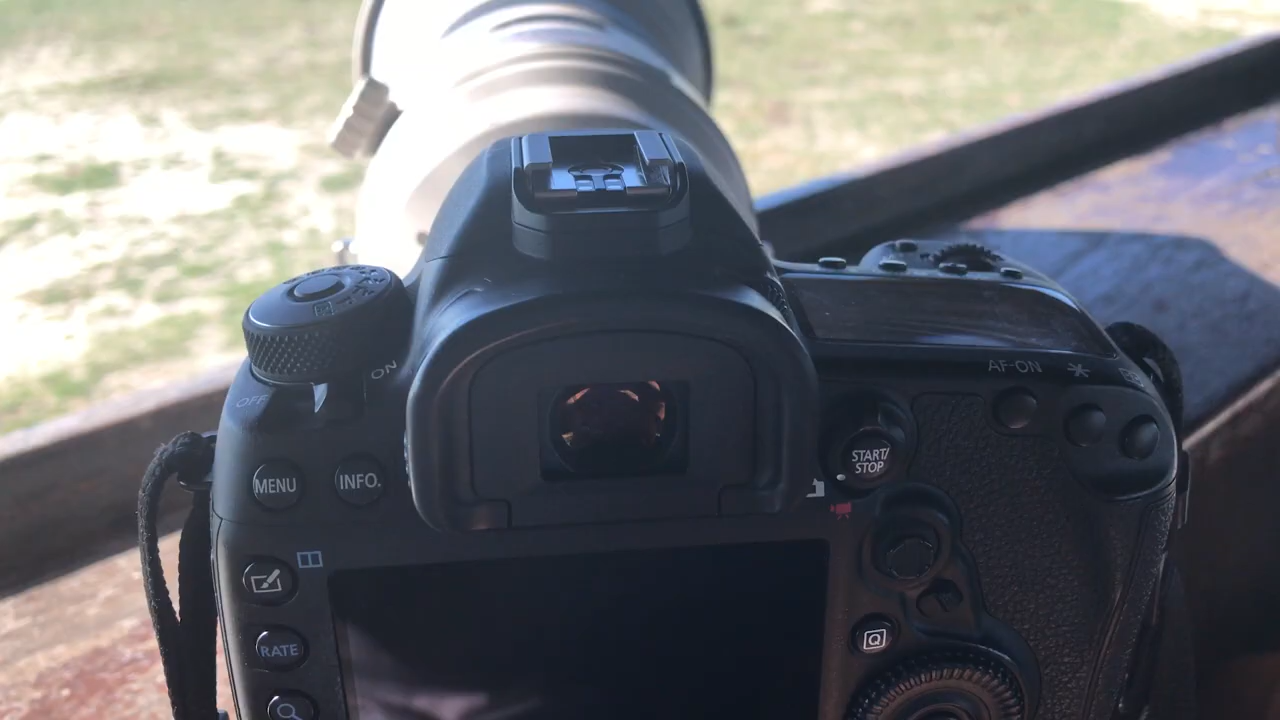 ON
OFF
AF-ON
MENU
INFO.
START/
STOP
RATE
Q